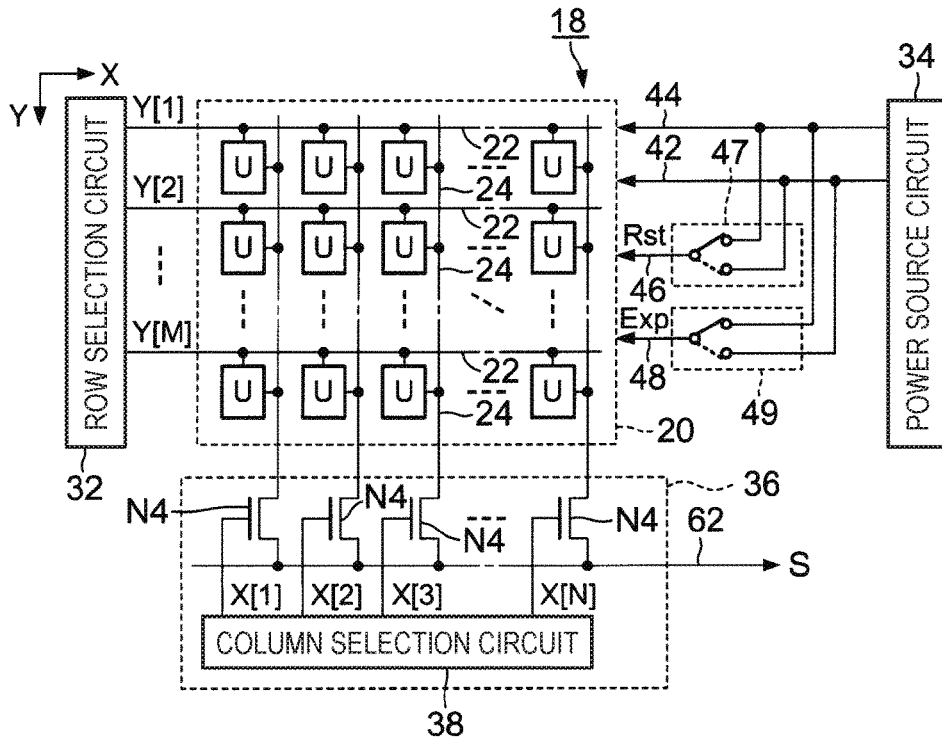 18
34
X
Y
Y[1]
44
22
42
47
U U U U
24
Y[2]
22
Rst
U U U U
24
46
Exp
Y[M]
22
48
U U U U
24
49
20
ROW SELECTION CIRCUIT
POWER SOURCE CIRCUIT
32
36
N4
N4
N4
N4
62
S
X[1] X[2] X[3] X[N]
COLUMN SELECTION CIRCUIT
38